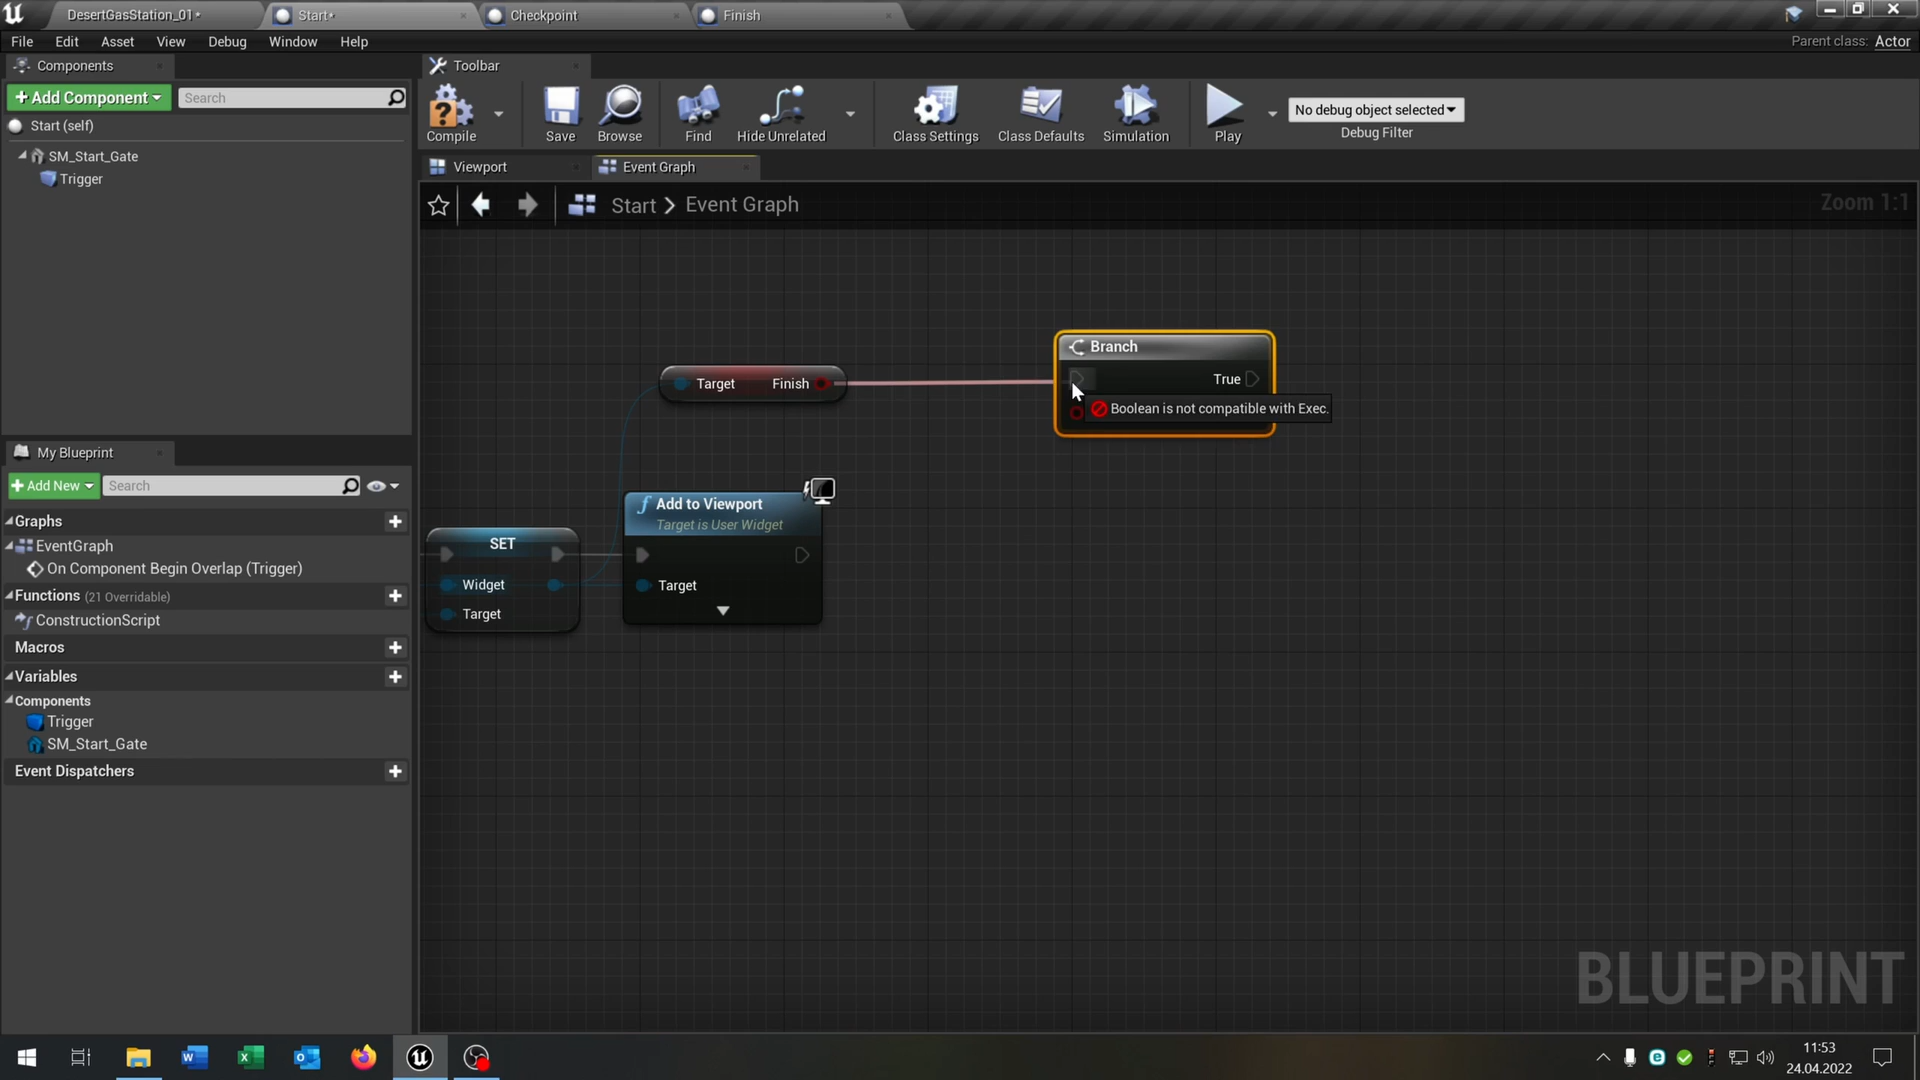 DesertGasStation_01*
Start*
Checkpoint
Finish
File
Edit
Asset
View
Debug
Window
Help
Parent class: Actor
Components
Toolbar
+ Add Component
Search
Start (self)
SM_Start_Gate
Trigger
Compile
Save
Browse
Find
Hide Unrelated
Class Settings
Class Defaults
Simulation
Play
No debug object selected
Debug Filter
Viewport
Event Graph
Start > Event Graph
Zoom 1:1
Branch
True
Boolean is not compatible with Exec.
Target
Finish
Add to Viewport
Target is User Widget
Target
SET
Widget
Target
My Blueprint
+ Add New
Search
Graphs
EventGraph
On Component Begin Overlap (Trigger)
Functions (21 Overridable)
ConstructionScript
Macros
Variables
Components
Trigger
SM_Start_Gate
Event Dispatchers
BLUEPRINT
11:53
24.04.2022